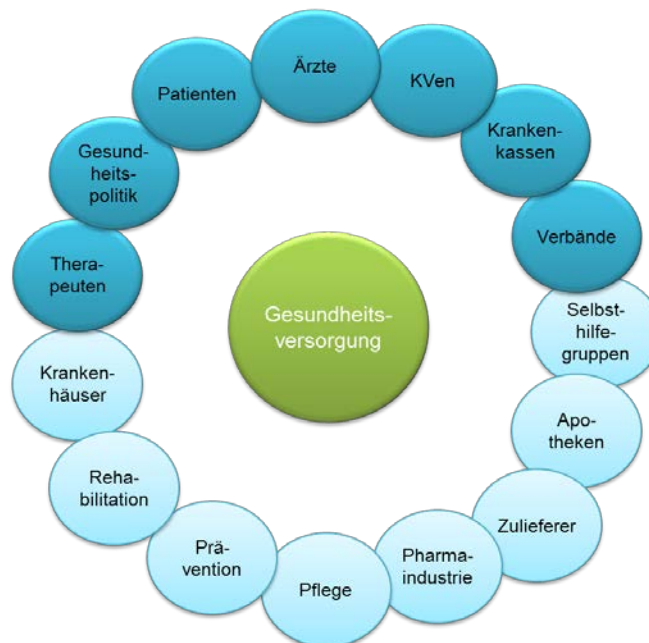 Ärzte
KVen
Kranken-
kassen
Verbände
Selbst-
hilfe-
gruppen
Apo-
theken
Zulieferer
Pharma-
industrie
Pflege
Prä-
vention
Reha-
bilitation
Kranken-
häuser
Thera-
peuten
Gesund-
heits-
politik
Patienten
Gesundheits-
versorgung